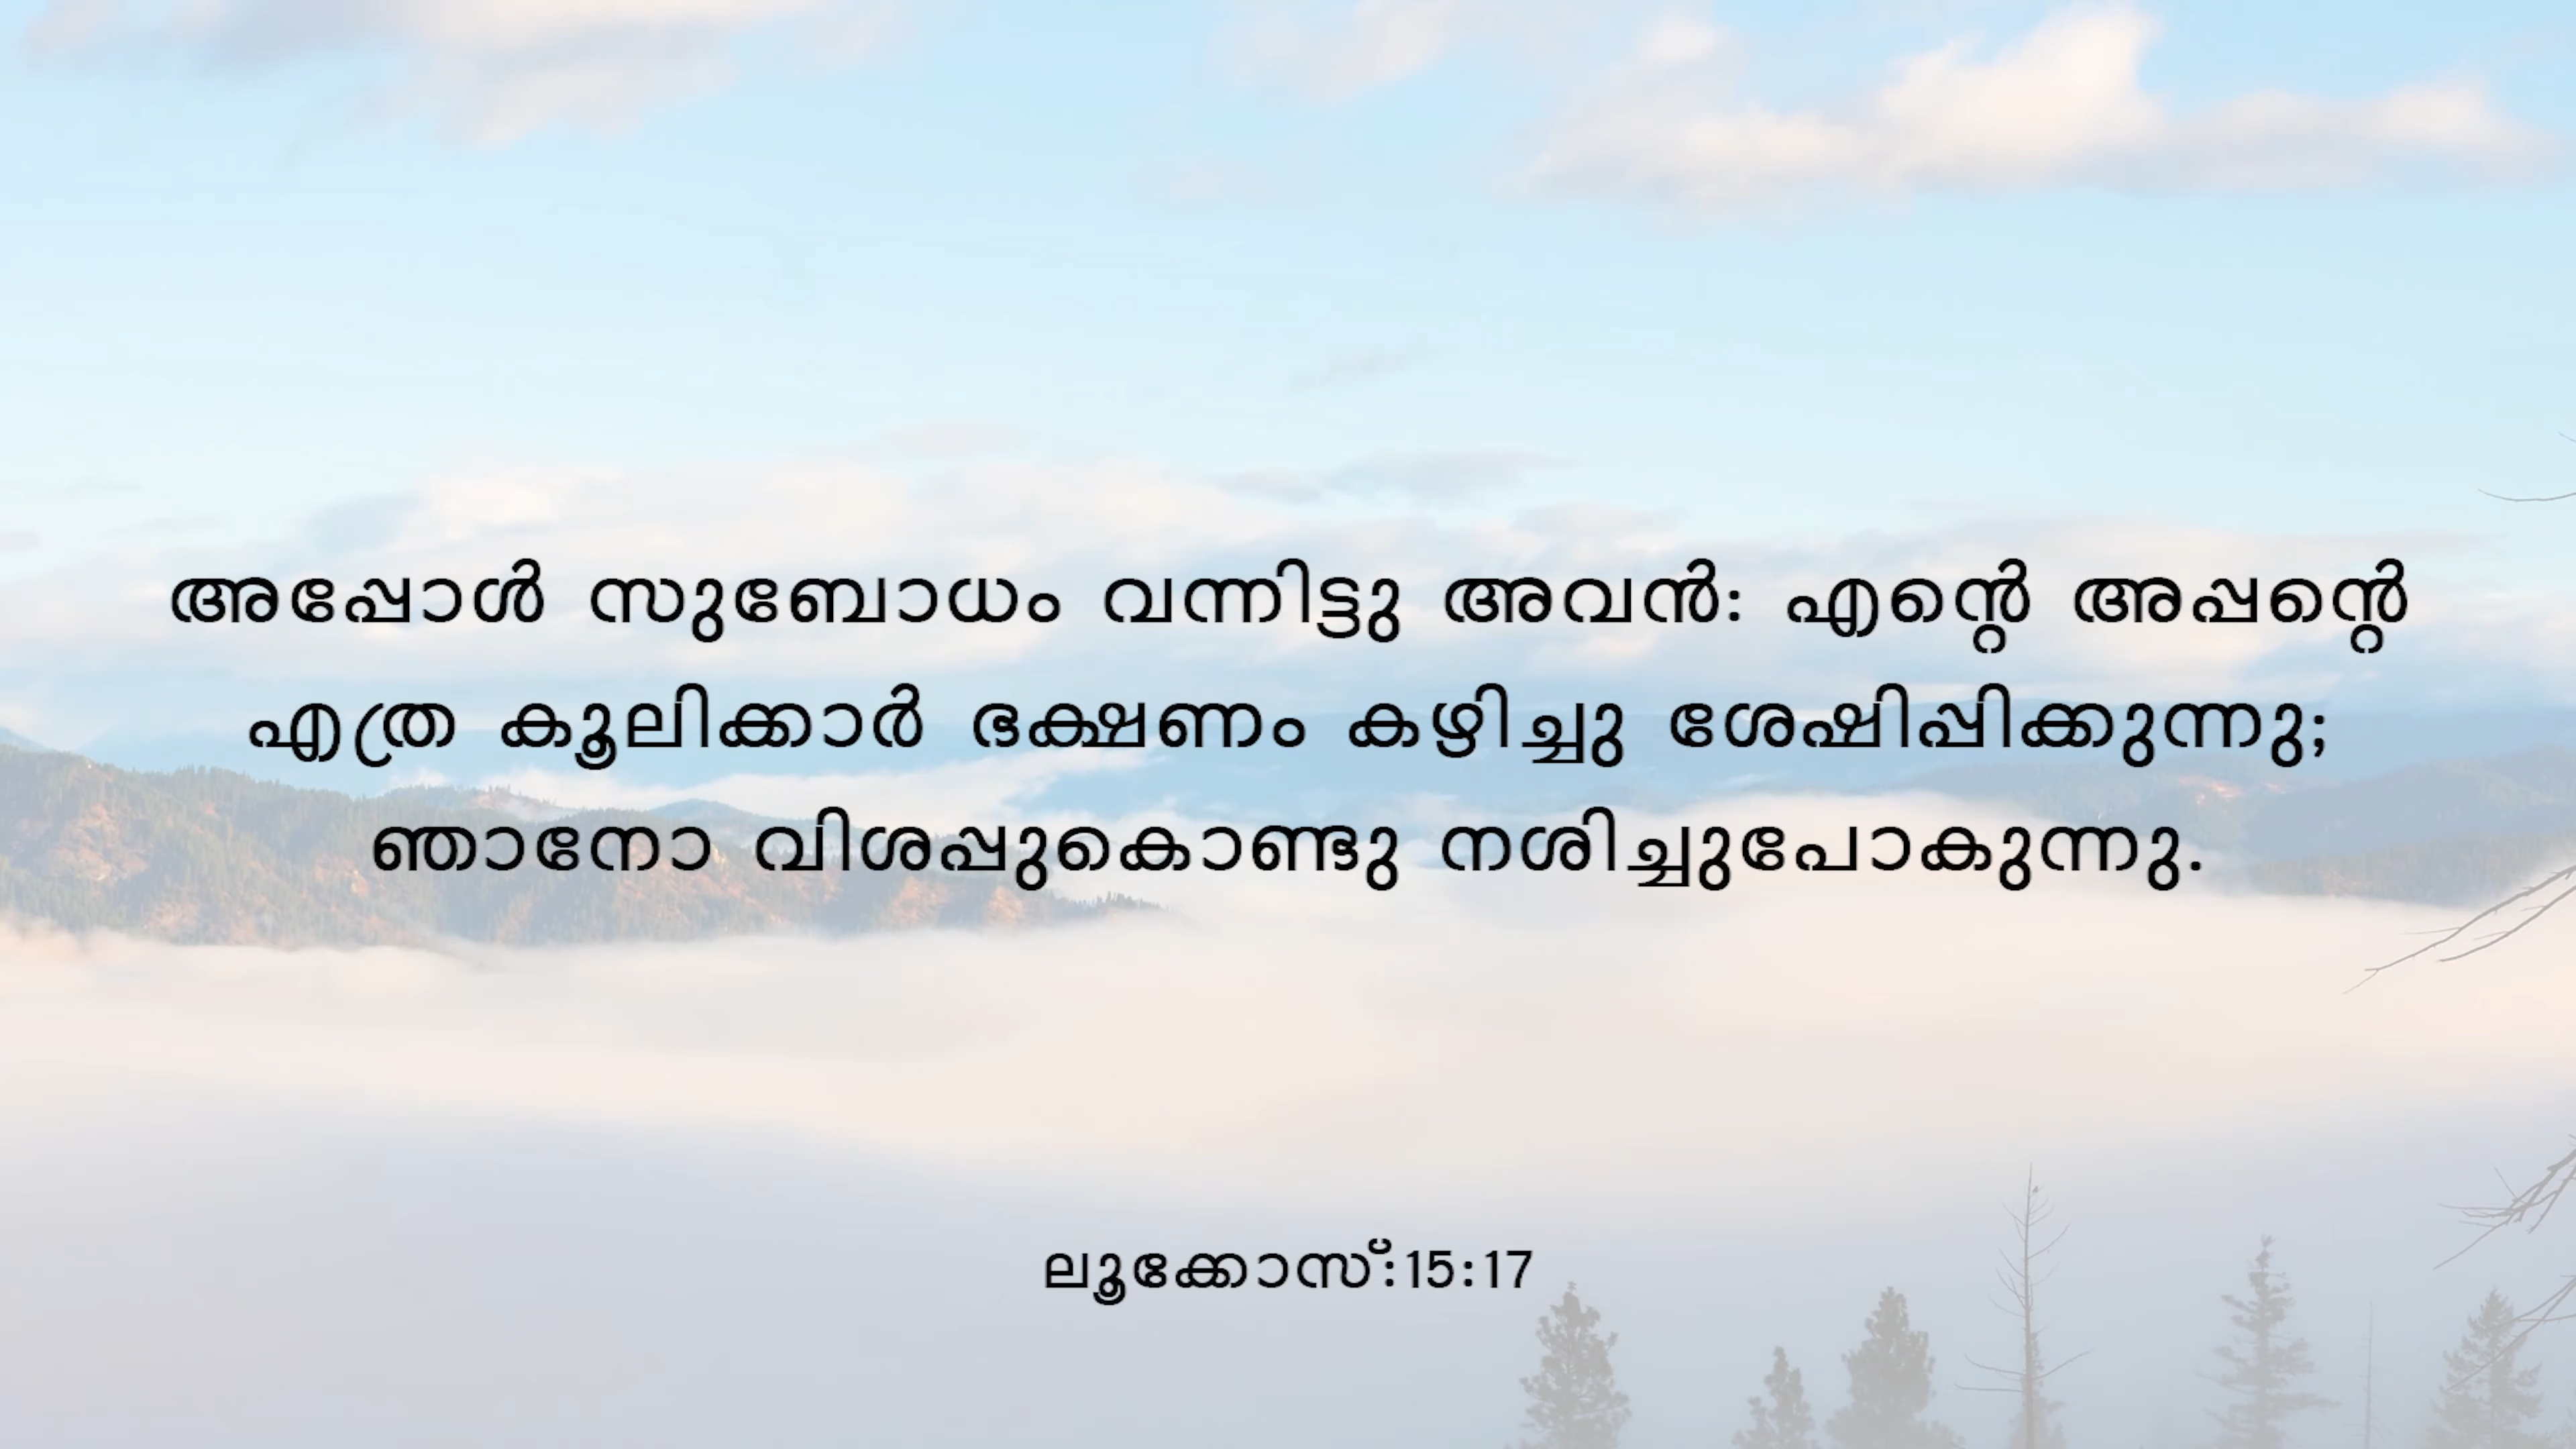 അപ്പോൾ സുബോധം വന്നിട്ടു അവൻ: എന്റെ അപ്പന്റെ
എത്ര കൂലിക്കാർ ഭക്ഷണം കഴിച്ചു ശേഷിപ്പിക്കുന്നു;
ഞാനോ വിശപ്പുകൊണ്ടു നശിച്ചുപോകുന്നു.
ലൂക്കോസ്:15:17